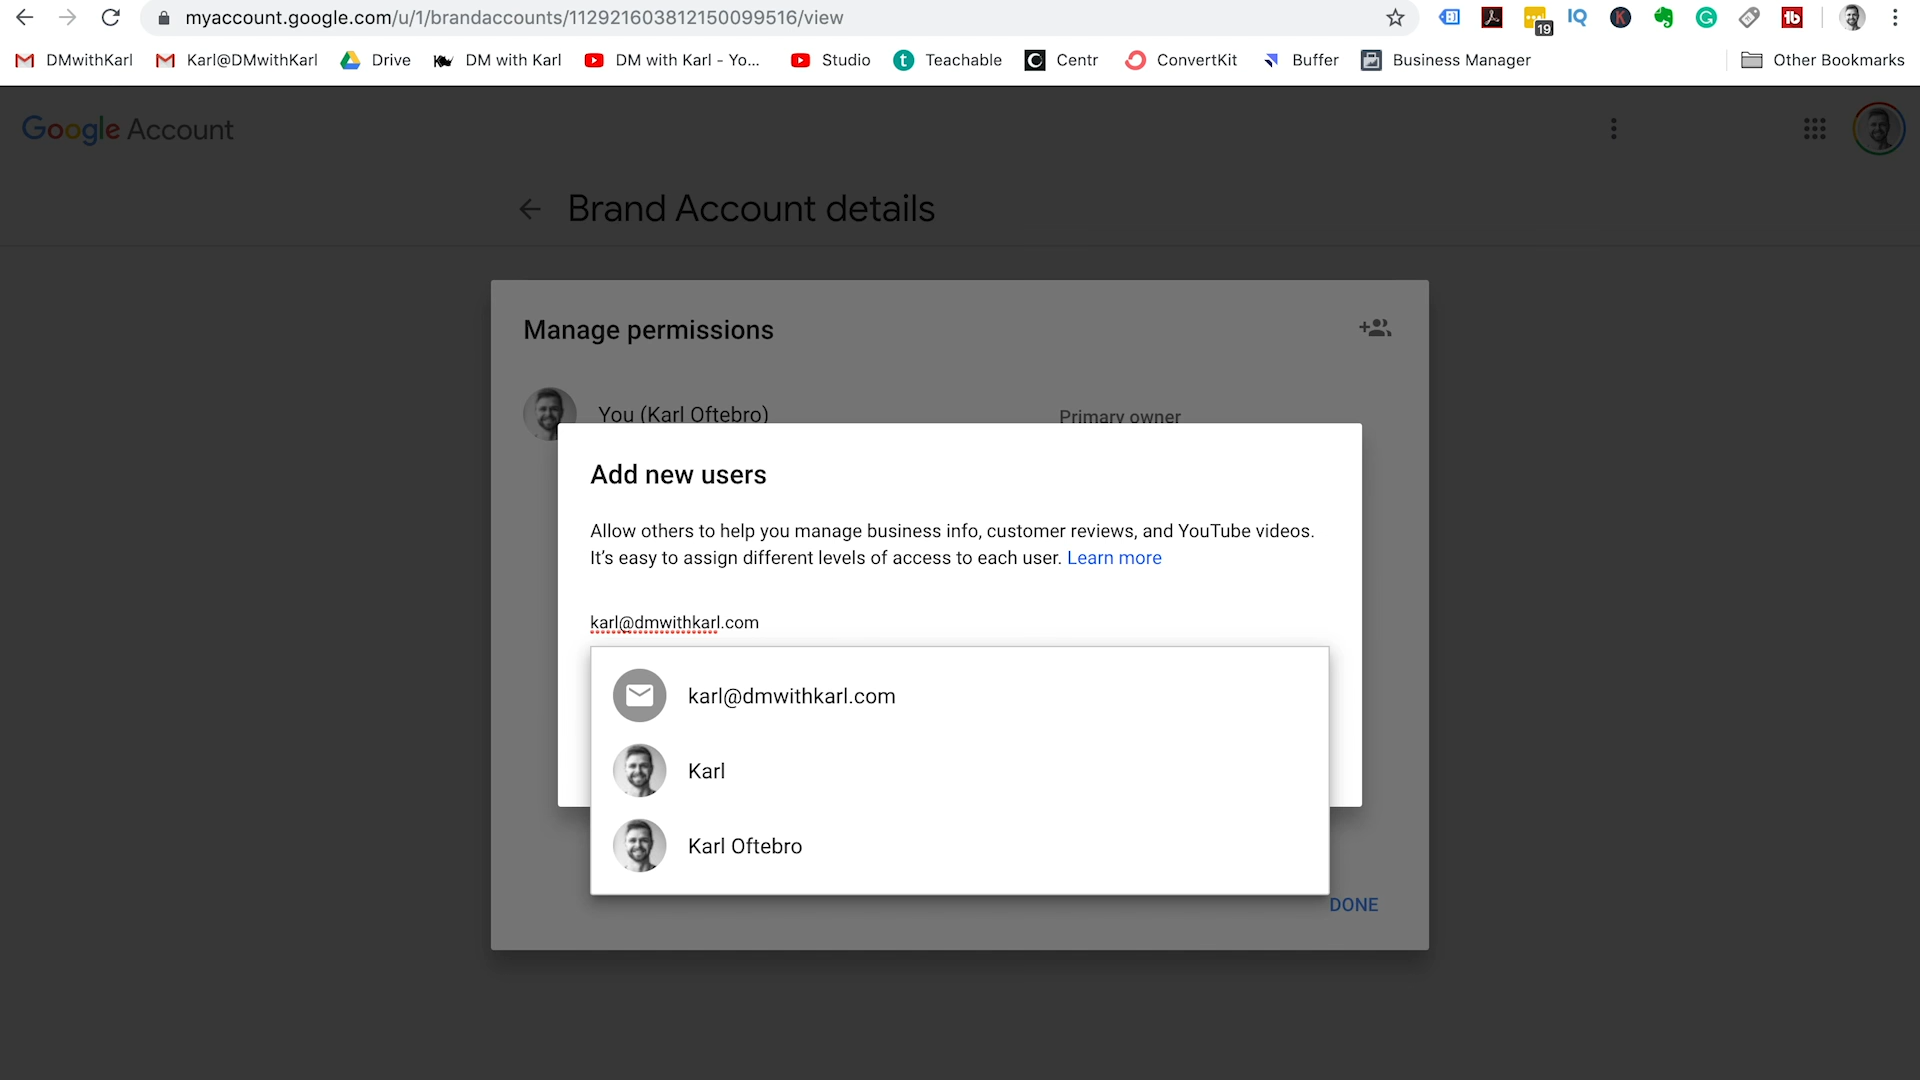 myaccount.google.com/u/1/brandaccounts/112921603812150099516/view
19
IQ
K
tb
DMwithKarl
Karl@DMwithKarl
Drive
DM with Karl
DM with Karl - Yo...
Studio
t
Teachable
C
Centr
ConvertKit
Buffer
Business Manager
Other Bookmarks
Google Account
Brand Account details
Manage permissions
You (Karl Oftebro)
Primary owner
Add new users
Allow others to help you manage business info, customer reviews, and YouTube videos.
It’s easy to assign different levels of access to each user. Learn more
karl@dmwithkarl.com
karl@dmwithkarl.com
Karl
Karl Oftebro
DONE